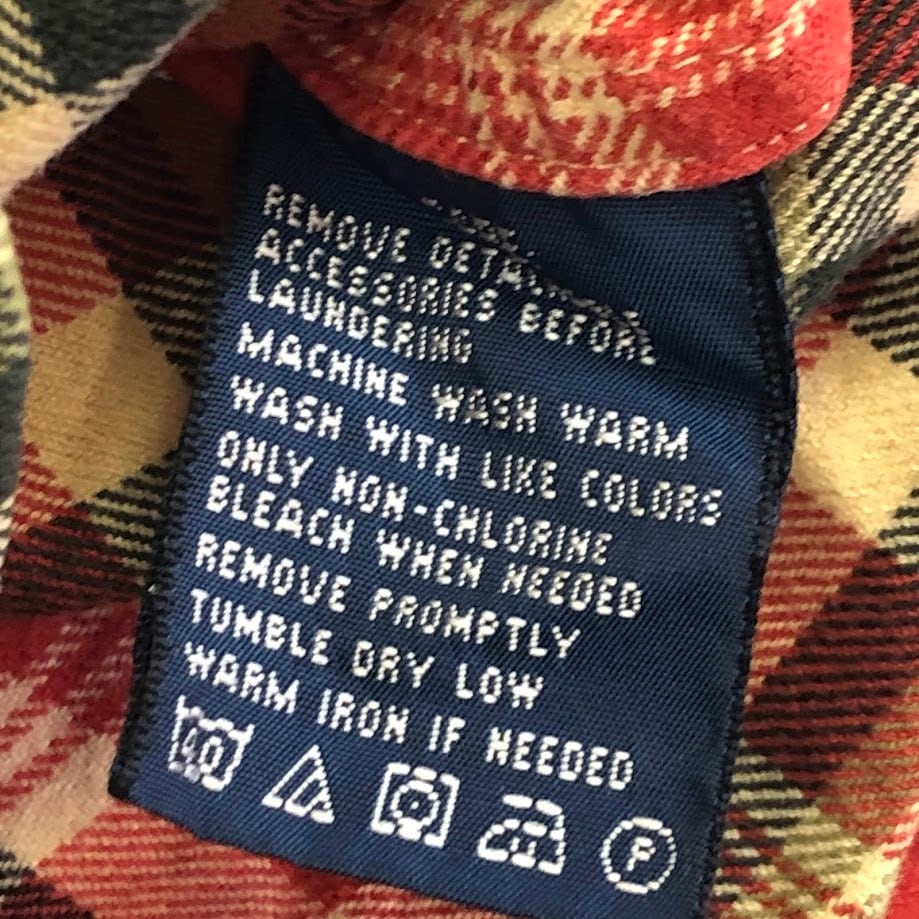 REMOVE
ACCESSORIES BEFORE
LAUNDERING
MACHINE WASH WARM
WASH WITH LIKE COLORS
ONLY NON-CHLORINE
BLEACH WHEN NEEDED
REMOVE PROMPTLY
TUMBLE DRY LOW
WARM IRON IF NEEDED
40
P